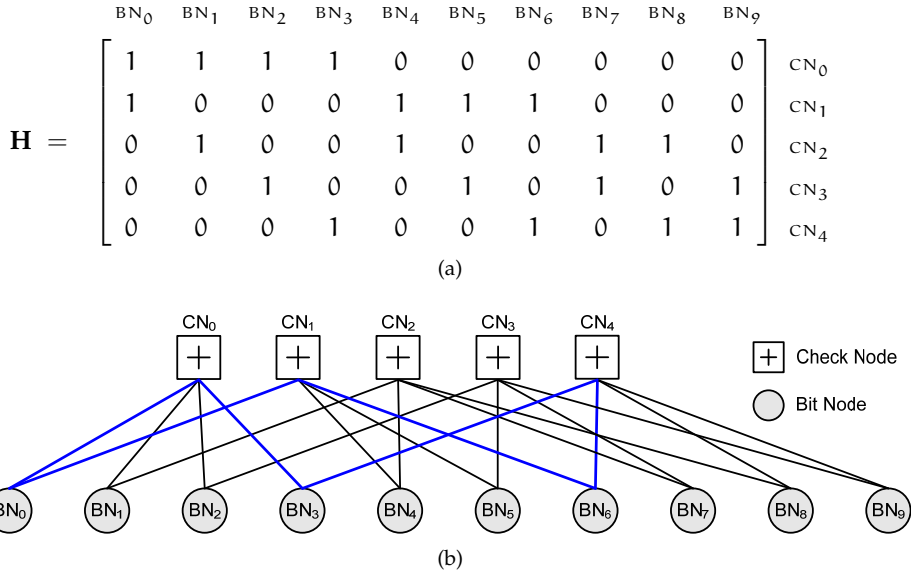 BN₀ BN₁ BN₂ BN₃ BN₄ BN₅ BN₆ BN₇ BN₈ BN₉
1 1 1 1 0 0 0 0 0 0 CN₀
1 0 0 0 1 1 1 0 0 0 CN₁
H = 0 1 0 0 1 0 0 1 1 0 CN₂
0 0 1 0 0 1 0 1 0 1 CN₃
0 0 0 1 0 0 1 0 1 1 CN₄
(a)
CN₀ CN₁ CN₂ CN₃ CN₄
+ + + + + + Check Node
Bit Node
BN₀ BN₁ BN₂ BN₃ BN₄ BN₅ BN₆ BN₇ BN₈ BN₉
(b)